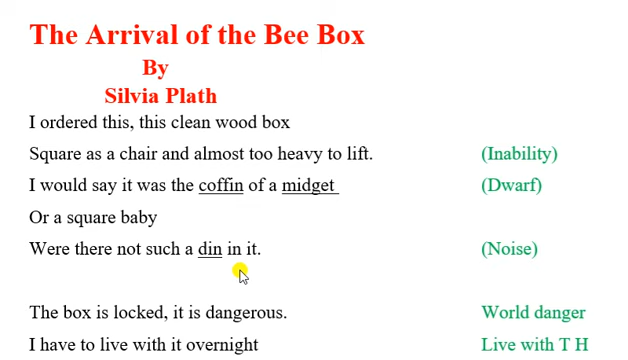 The Arrival of the Bee Box
By
Silvia Plath
I ordered this, this clean wood box
Square as a chair and almost too heavy to lift. (Inability)
I would say it was the coffin of a midget (Dwarf)
Or a square baby
Were there not such a din in it. (Noise)
The box is locked, it is dangerous. World danger
I have to live with it overnight Live with T H